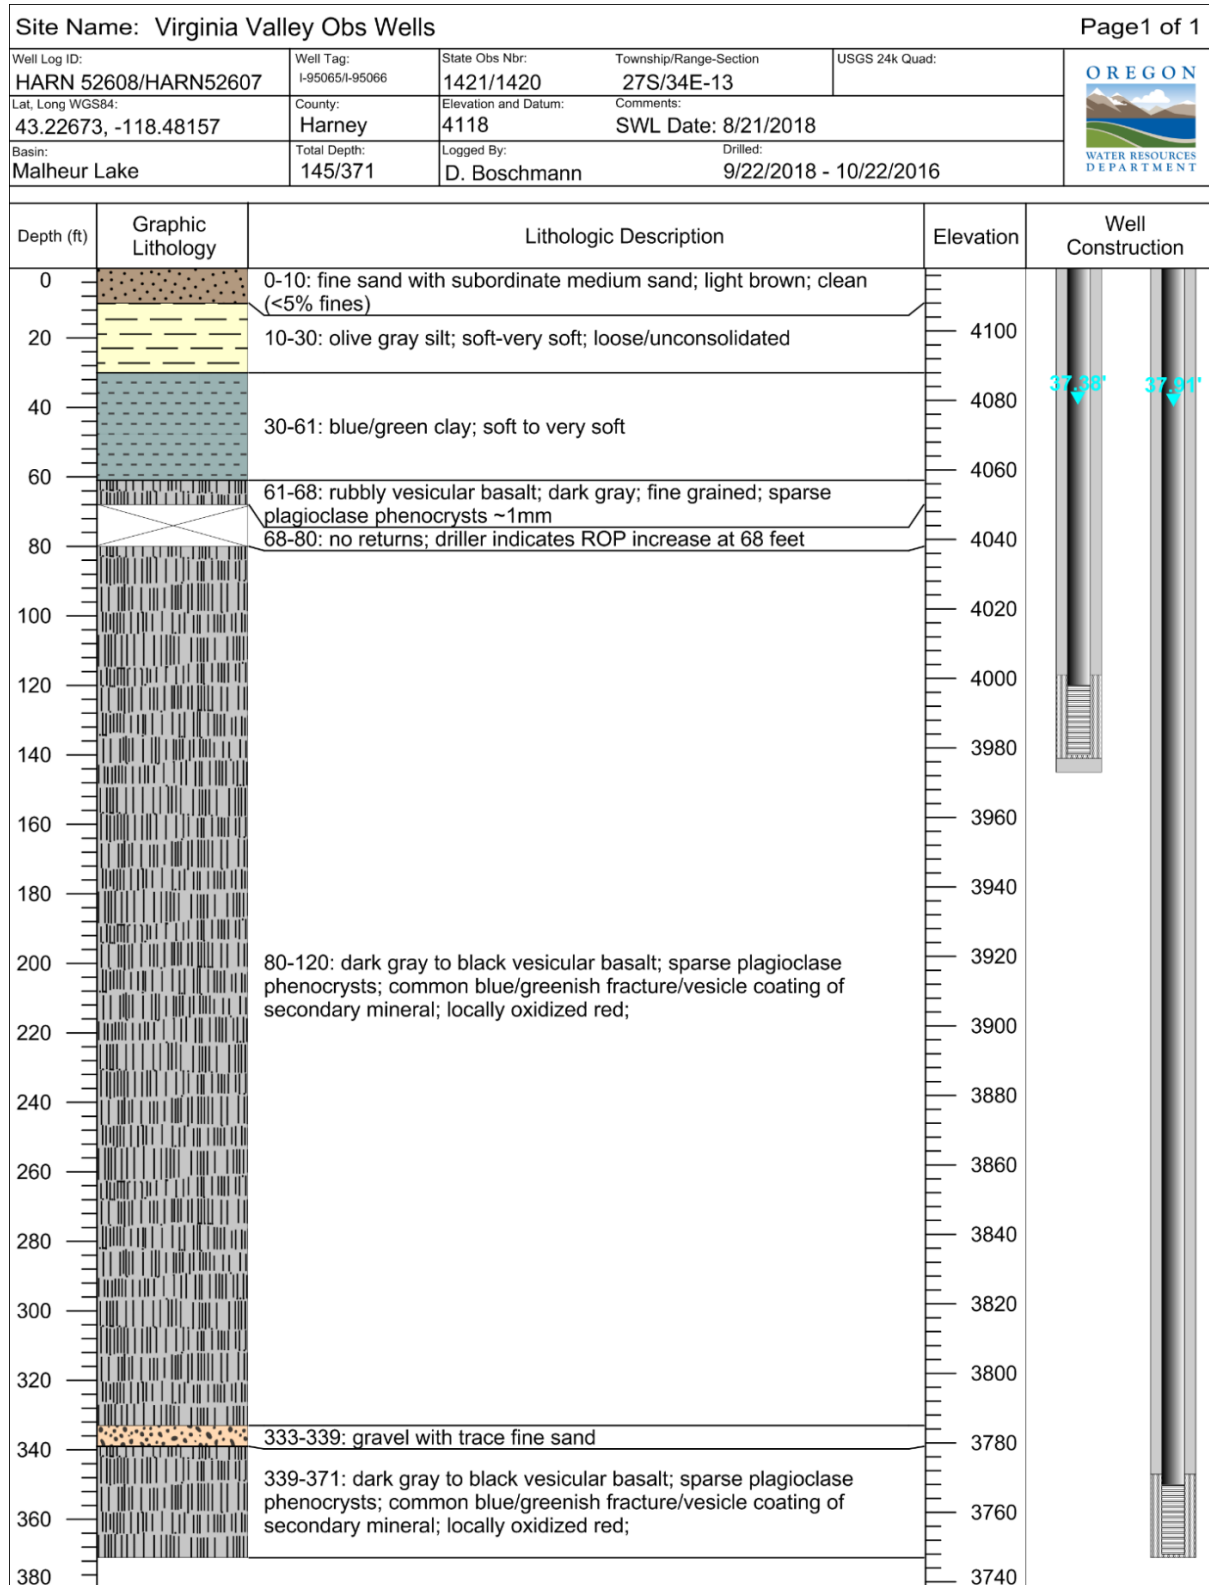 Site Name: Virginia Valley Obs Wells
Page1 of 1
Well Log ID:
HARN 52608/HARN52607
Well Tag:
I-95065/I-95066
State Obs Nbr:
1421/1420
Township/Range-Section
27S/34E-13
USGS 24k Quad:
Lat, Long WGS84:
43.22673, -118.48157
County:
Harney
Elevation and Datum:
4118
Comments:
SWL Date: 8/21/2018
Basin:
Malheur Lake
Total Depth:
145/371
Logged By:
D. Boschmann
Drilled:
9/22/2018 - 10/22/2016
OREGON
WATER RESOURCES
DEPARTMENT
Depth (ft)
Graphic
Lithology
Lithologic Description
Elevation
Well
Construction
0
20
40
60
80
100
120
140
160
180
200
220
240
260
280
300
320
340
360
380
0-10: fine sand with subordinate medium sand; light brown; clean
(<5% fines)
10-30: olive gray silt; soft-very soft; loose/unconsolidated
30-61: blue/green clay; soft to very soft
61-68: rubbly vesicular basalt; dark gray; fine grained; sparse
plagioclase phenocrysts ~1mm
68-80: no returns; driller indicates ROP increase at 68 feet
80-120: dark gray to black vesicular basalt; sparse plagioclase
phenocrysts; common blue/greenish fracture/vesicle coating of
secondary mineral; locally oxidized red;
333-339: gravel with trace fine sand
339-371: dark gray to black vesicular basalt; sparse plagioclase
phenocrysts; common blue/greenish fracture/vesicle coating of
secondary mineral; locally oxidized red;
4100
4080
4060
4040
4020
4000
3980
3960
3940
3920
3900
3880
3860
3840
3820
3800
3780
3760
3740
37.38'
37.91'